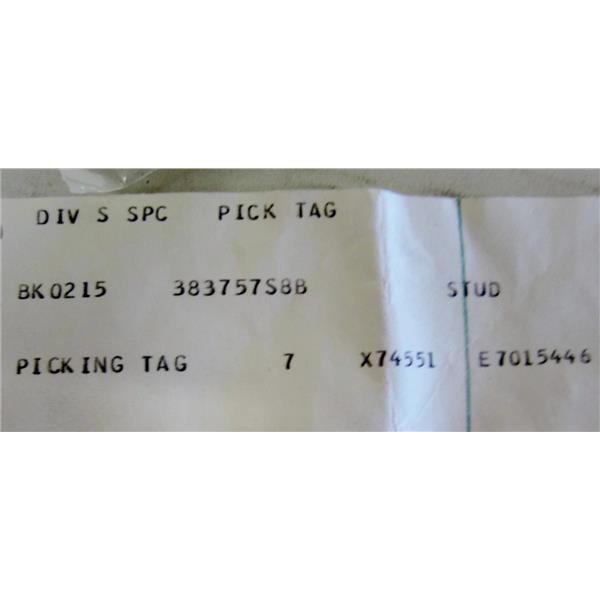 DIV S SPC PICK TAG
BK0215 383757S8B STUD
PICKING TAG 7 X74551 E7015446